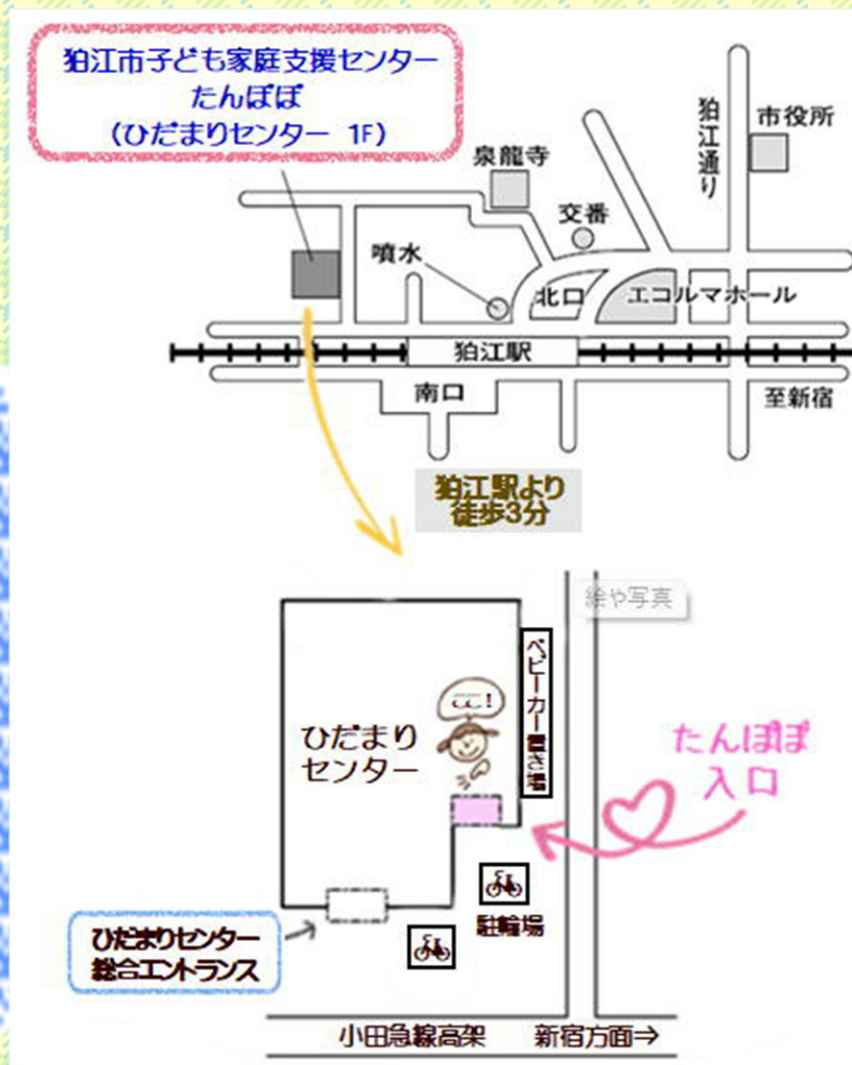 狛江市子ども家庭支援センター
たんぽぽ
（ひだまりセンター 1F）
狛江通り
市役所
泉龍寺
交番
噴水
北口
エコルマホール
狛江駅
南口
至新宿
狛江駅より
徒歩3分
絵や写真
ベビーカー置き場
ここ！
ひだまり
センター
たんぽぽ
入口
駐輪場
ひだまりセンター
総合エントランス
小田急線高架 新宿方面→